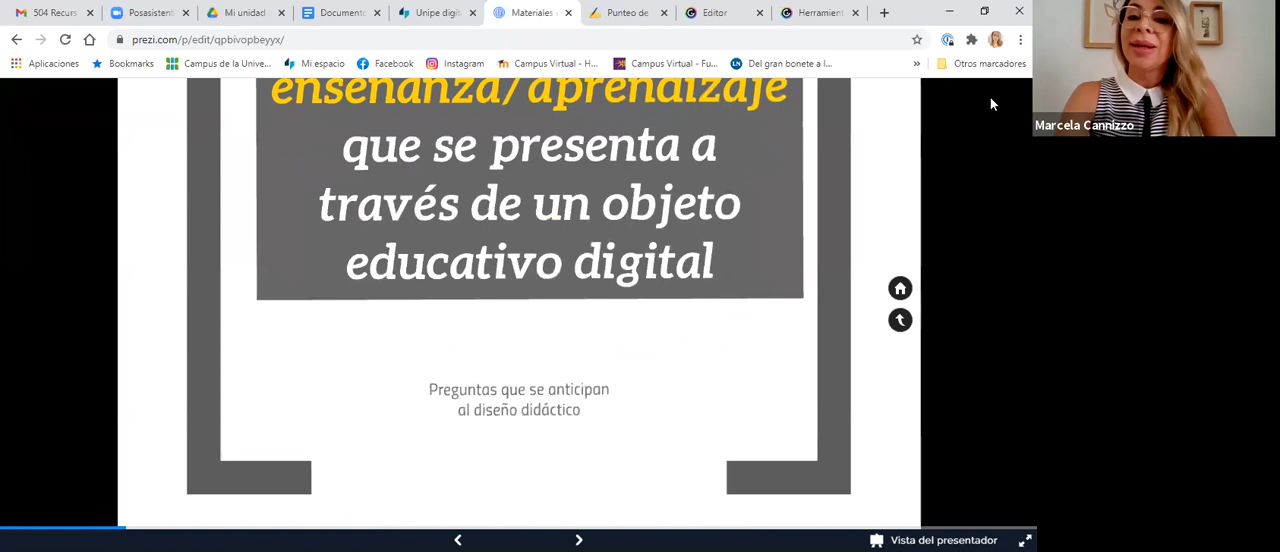 504 Recurs
Posasistent
Mi unidad
Documento
Unipe digit
Materiales
Punteo de
Editor
Herramient
prezi.com/p/edit/qpbivopbeyyx/
Aplicaciones
Bookmarks
Campus de la Unive...
Mi espacio
Facebook
Instagram
Campus Virtual - H...
Campus Virtual - Fu...
LN
Del gran bonete a l...
Otros marcadores
Marcela Cannizzo
enseñanza/aprendizaje
que se presenta a
través de un objeto
educativo digital
Preguntas que se anticipan
al diseño didáctico
Vista del presentador